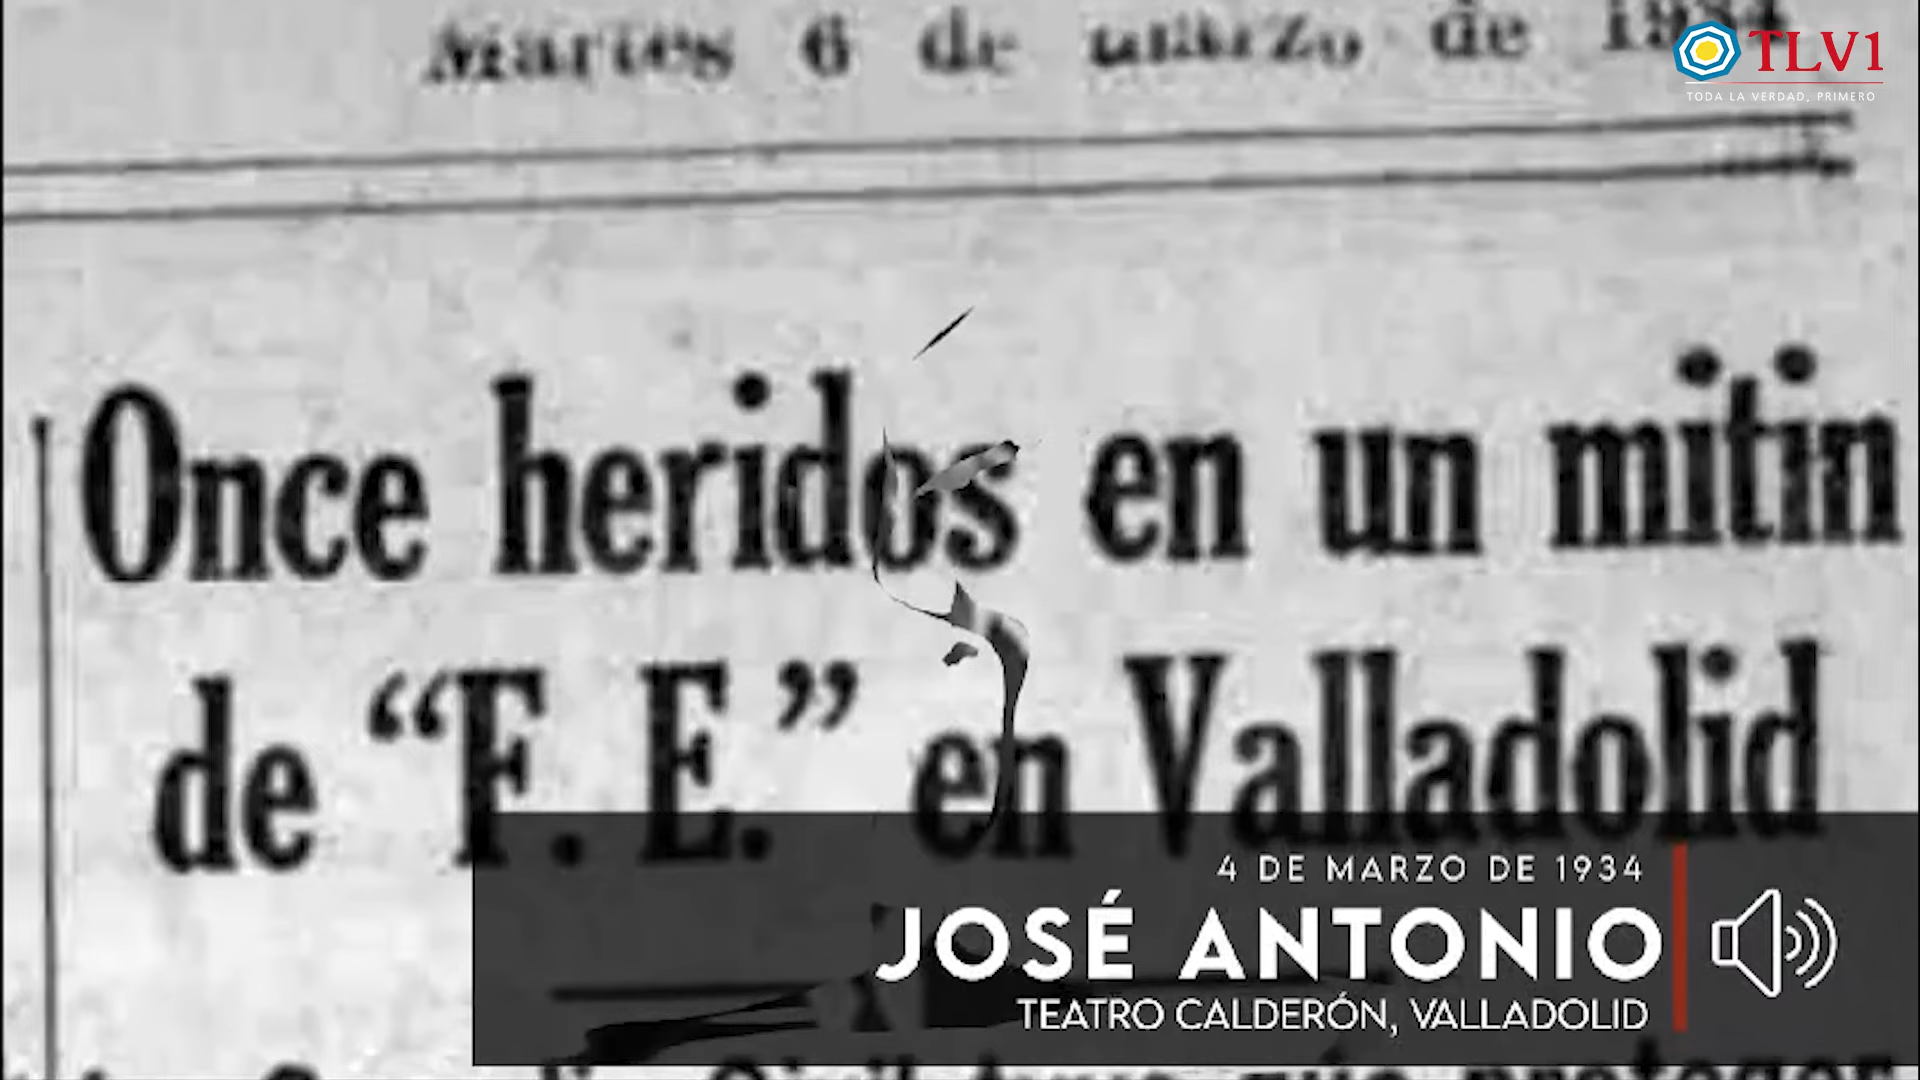 Martes 6 de marzo de 1934
TLV1
TODA LA VERDAD, PRIMERO
Once heridos en un mitin
de “F. E.” en Valladolid
4 DE MARZO DE 1934
JOSÉ ANTONIO
TEATRO CALDERÓN, VALLADOLID
proteger